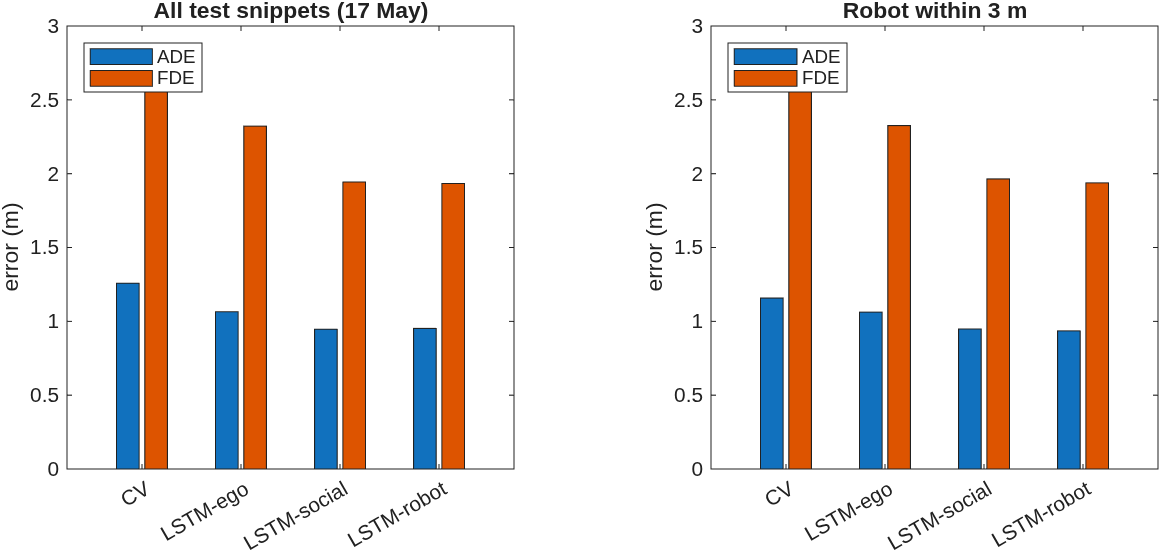 All test snippets (17 May)
3
2.5
2
1.5
1
0.5
0
error (m)
ADE
FDE
CV
LSTM-ego
LSTM-social
LSTM-robot
Robot within 3 m
3
2.5
2
1.5
1
0.5
0
error (m)
ADE
FDE
CV
LSTM-ego
LSTM-social
LSTM-robot